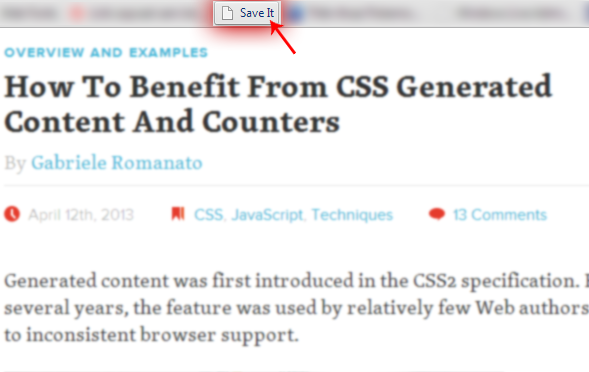 Save It
OVERVIEW AND EXAMPLES
How To Benefit From CSS Generated
Content And Counters
By Gabriele Romanato
April 12th, 2013 CSS, JavaScript, Techniques 13 Comments
Generated content was first introduced in the CSS2 specification.
several years, the feature was used by relatively few Web authors
to inconsistent browser support.